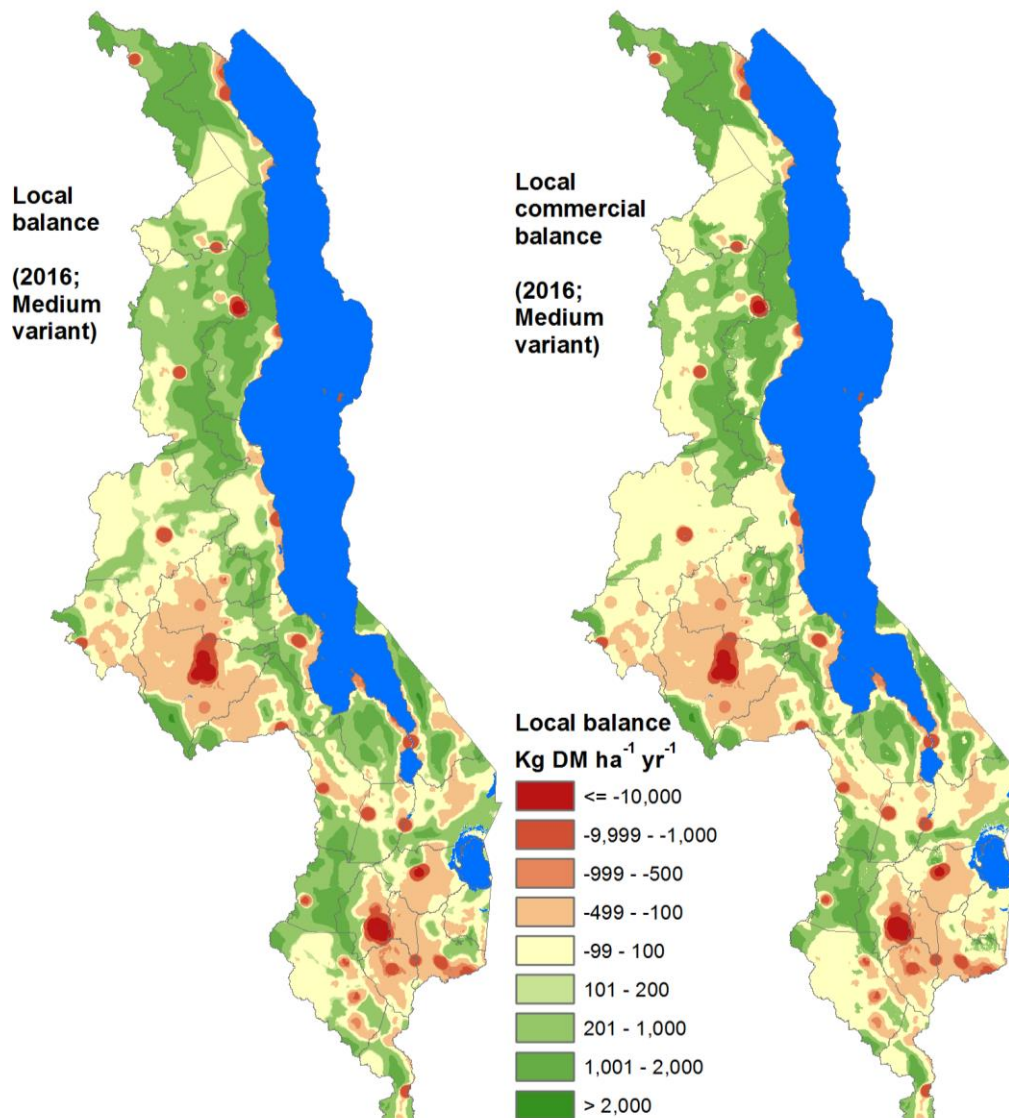 Local
balance
(2016;
Medium
variant)
Local
commercial
balance
(2016;
Medium
variant)
Local balance
Kg DM ha⁻¹ yr⁻¹
<= -10,000
-9,999 - -1,000
-999 - -500
-499 - -100
-99 - 100
101 - 200
201 - 1,000
1,001 - 2,000
> 2,000